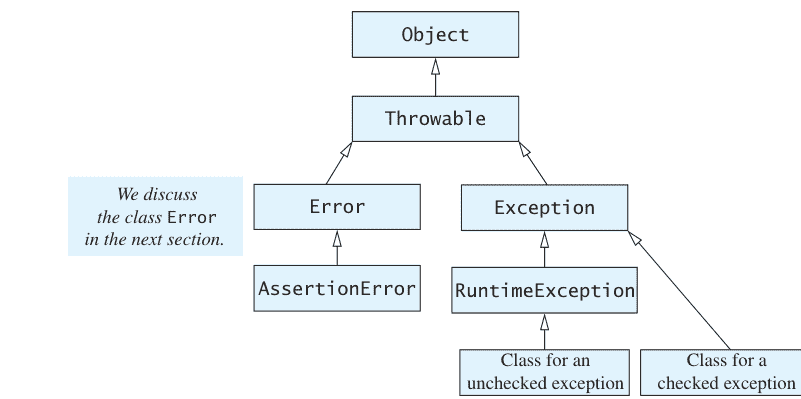 Object
Throwable
We discuss
the class Error
in the next section.
Error
Exception
AssertionError
RuntimeException
Class for an
unchecked exception
Class for a
checked exception